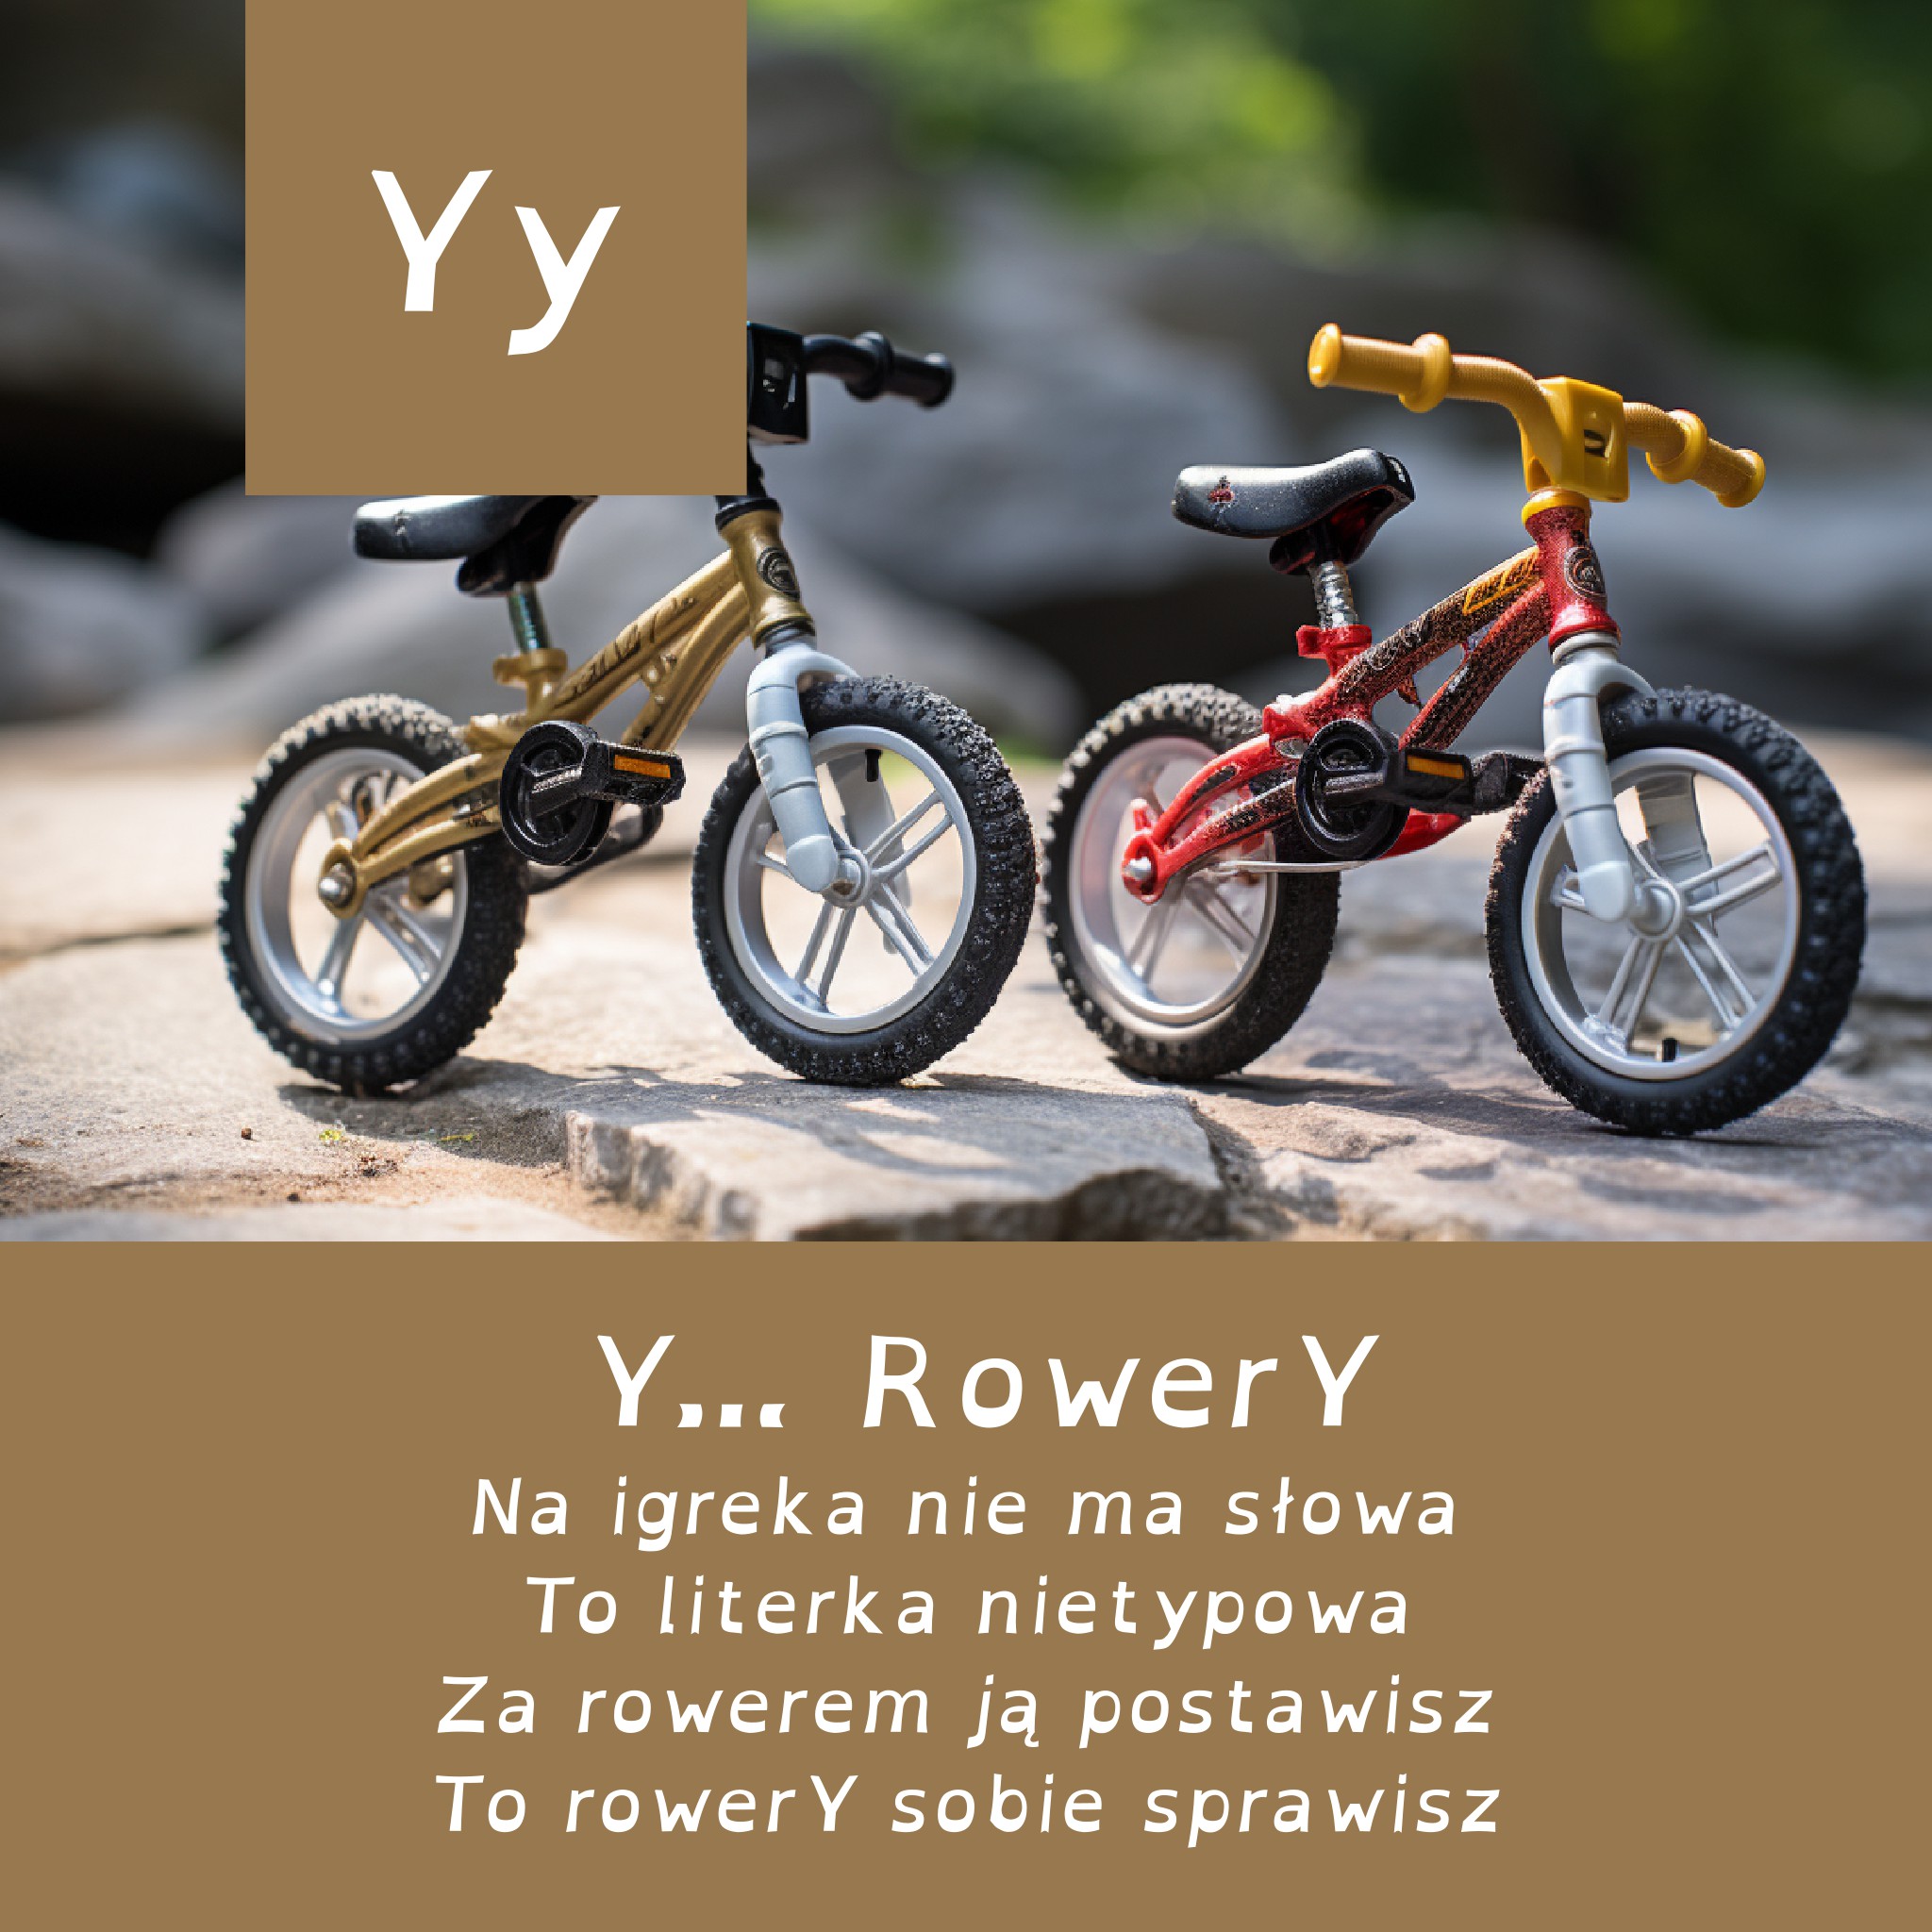 Yy
Y... RowerY
Na igreka nie ma słowa
To literka nietypowa
Za rowerem ją postawisz
To rowerY sobie sprawisz